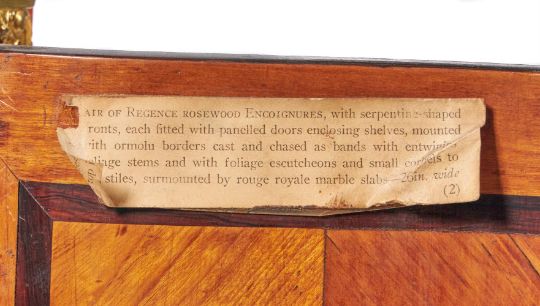 AIR OF REGENCE ROSEWOOD ENCOIGNURES, with serpentine-shaped
ronts, each fitted with panelled doors enclosing shelves, mounted
ith ormolu borders cast and chased as bands with entwining
oliage stems and with foliage escutcheons and small corbels to
stiles, surmounted by rouge royale marble slabs—26in. wide
(2)